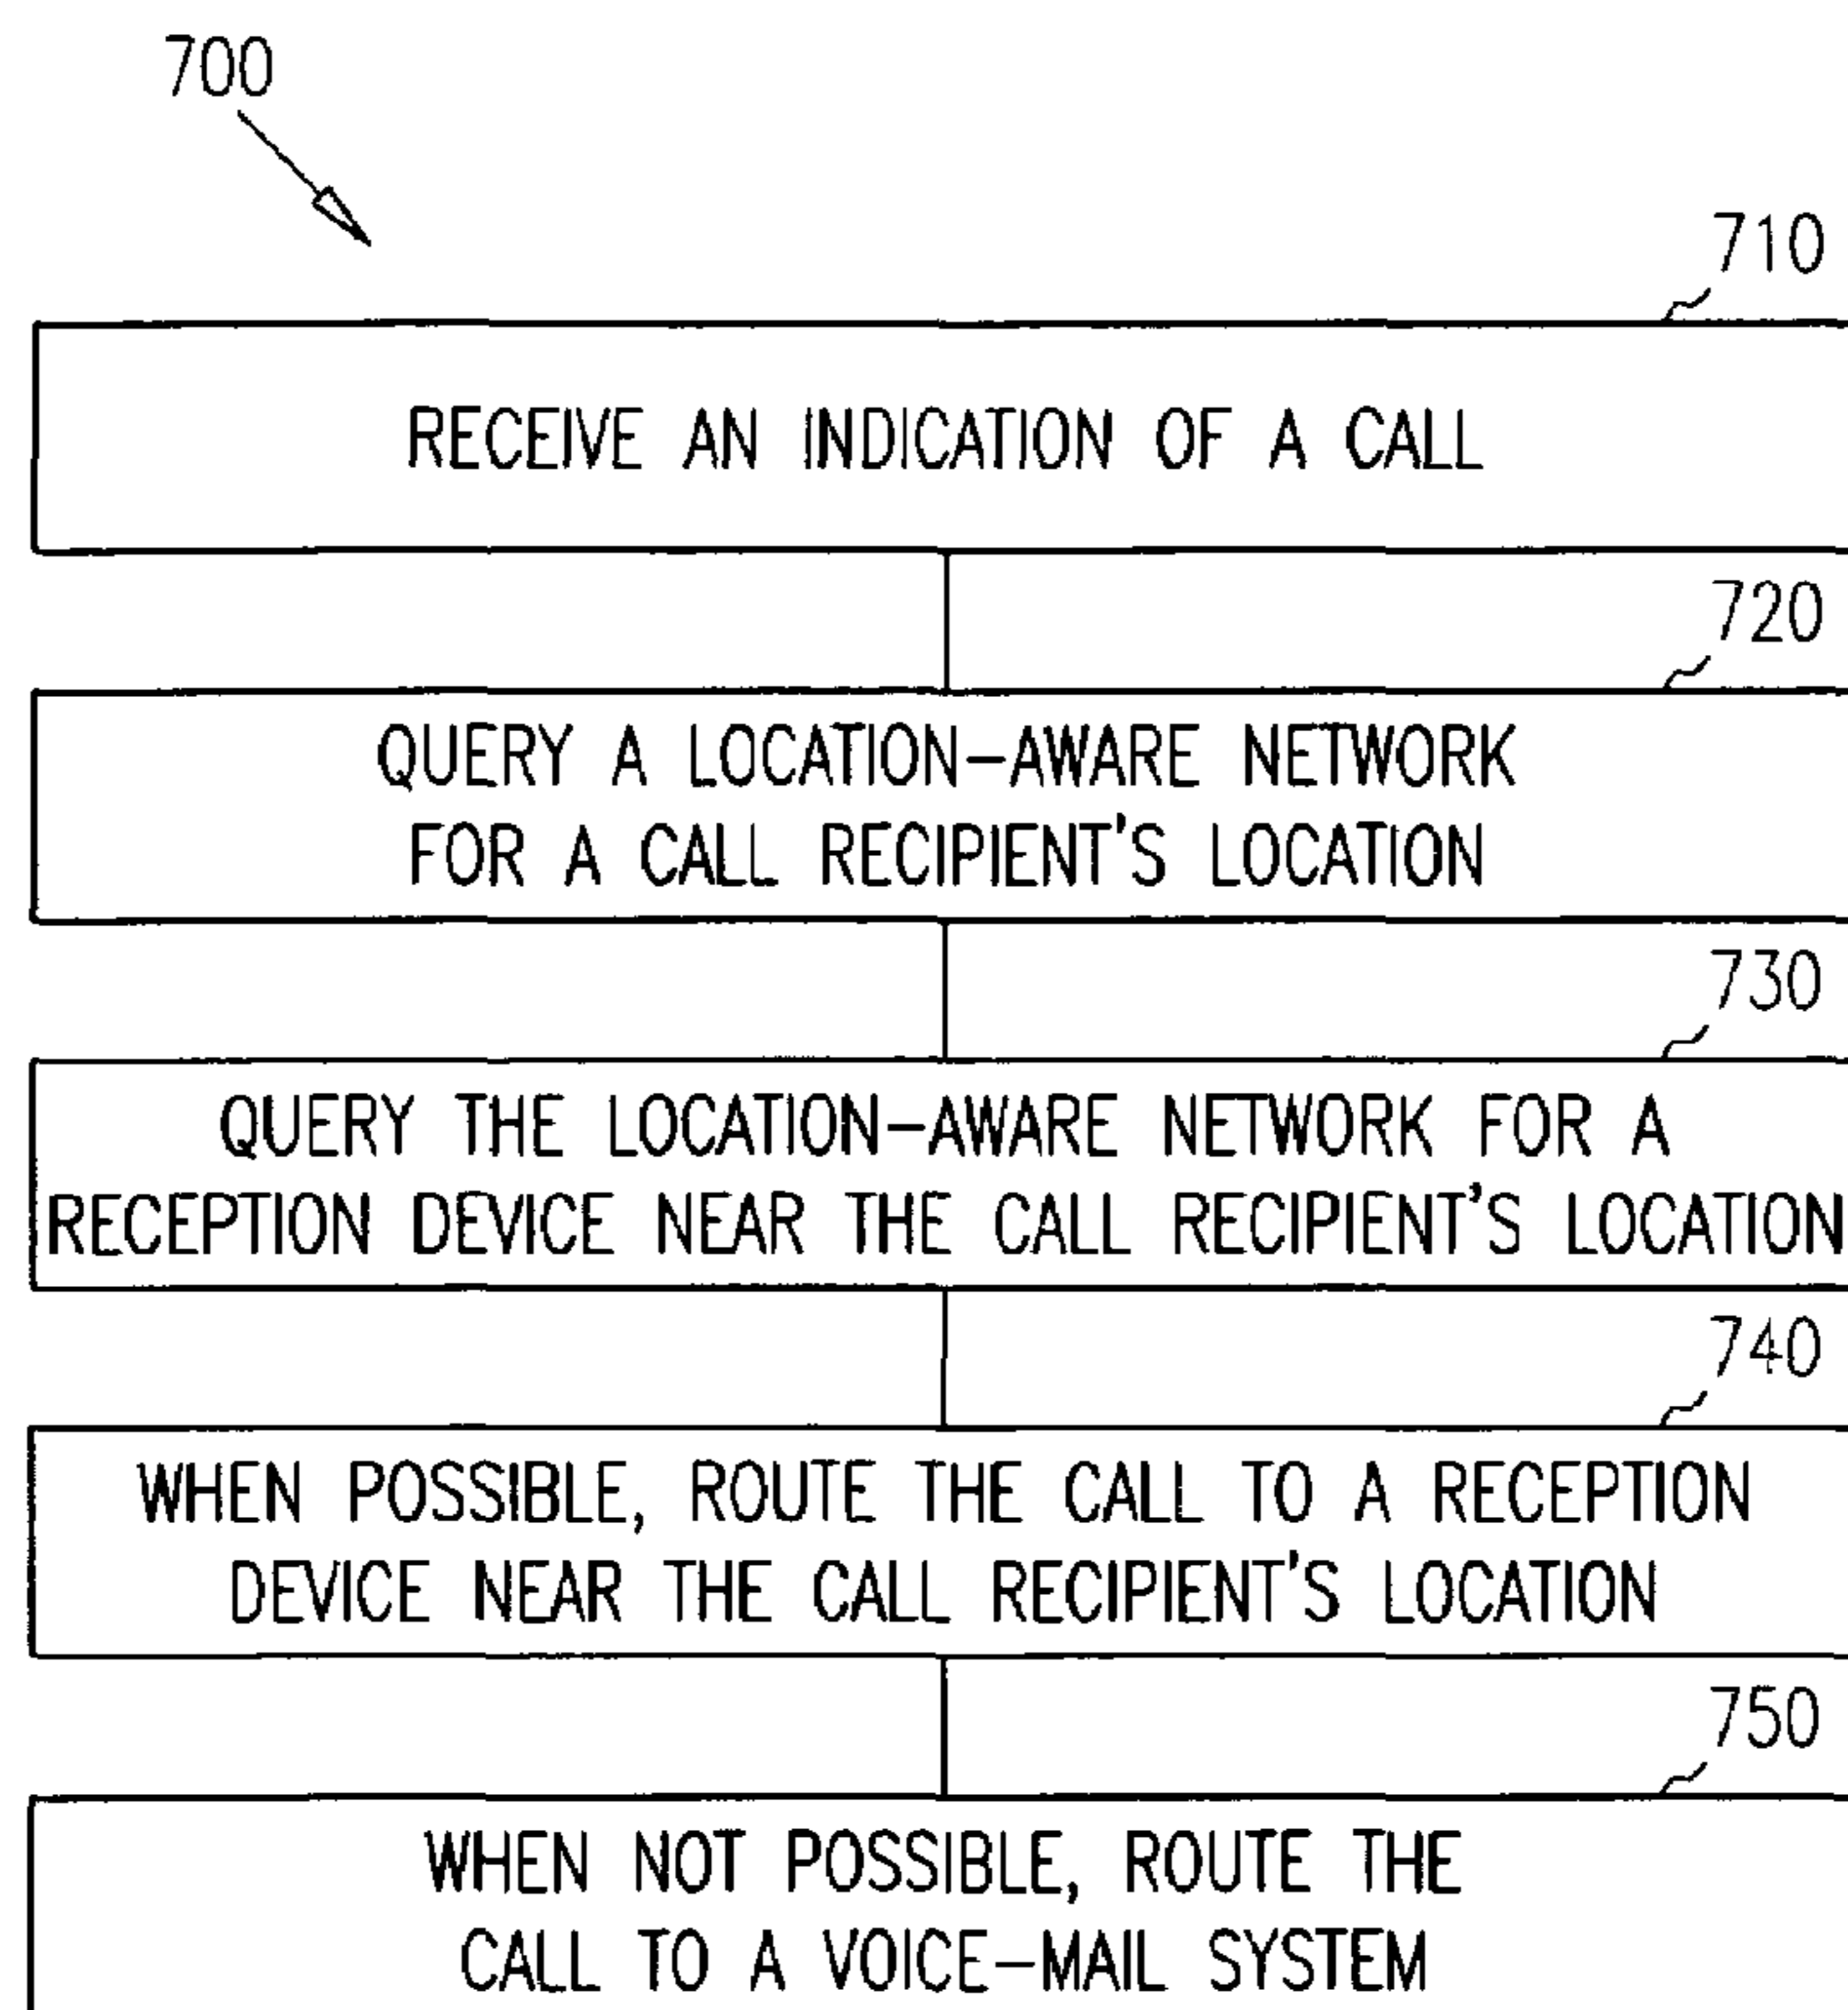 700
710
RECEIVE AN INDICATION OF A CALL
720
QUERY A LOCATION-AWARE NETWORK
FOR A CALL RECIPIENT'S LOCATION
730
QUERY THE LOCATION-AWARE NETWORK FOR A
RECEPTION DEVICE NEAR THE CALL RECIPIENT'S LOCATION
740
WHEN POSSIBLE, ROUTE THE CALL TO A RECEPTION
DEVICE NEAR THE CALL RECIPIENT'S LOCATION
750
WHEN NOT POSSIBLE, ROUTE THE
CALL TO A VOICE-MAIL SYSTEM